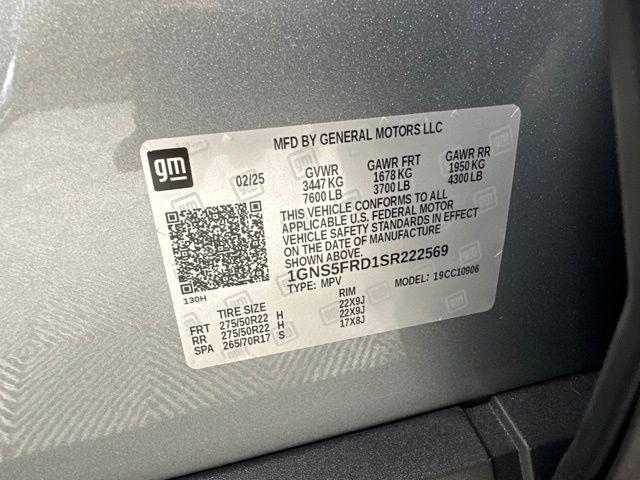 MFD BY GENERAL MOTORS LLC
gm
02/25
GVWR GAWR FRT GAWR RR
3447 KG 1678 KG 1950 KG
7600 LB 3700 LB 4300 LB
THIS VEHICLE CONFORMS TO ALL
APPLICABLE U.S. FEDERAL MOTOR
VEHICLE SAFETY STANDARDS IN EFFECT
ON THE DATE OF MANUFACTURE
SHOWN ABOVE.
1GNS5FRD1SR222569
130H
TYPE: MPV MODEL: 19CC10906
TIRE SIZE RIM
FRT 275/50R22 H 22X9J
RR 275/50R22 H 22X9J
SPA 265/70R17 S 17X8J